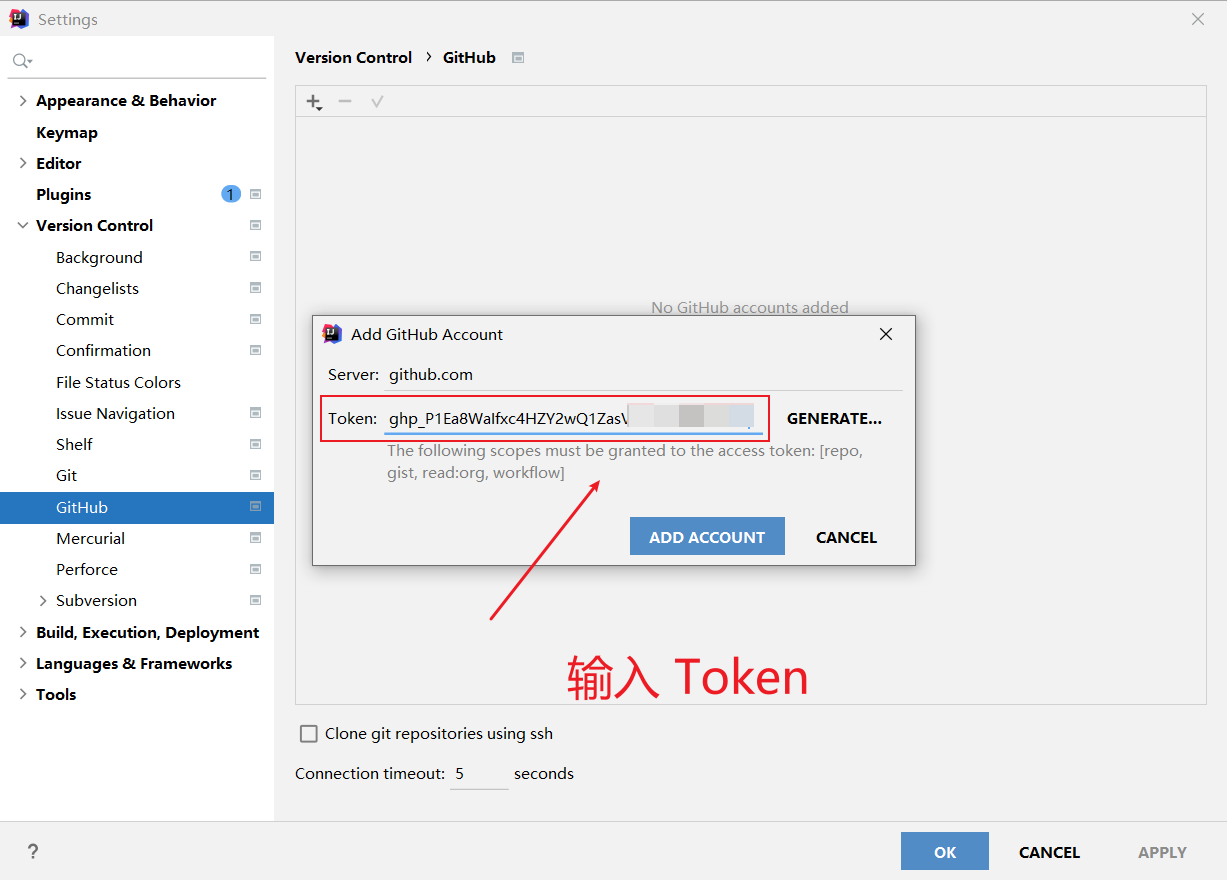 Settings
Version Control › GitHub
Appearance & Behavior
Keymap
Editor
Plugins 1
Version Control
Background
Changelists
Commit
Confirmation
File Status Colors
Issue Navigation
Shelf
Git
GitHub
Mercurial
Perforce
Subversion
Build, Execution, Deployment
Languages & Frameworks
Tools
No GitHub accounts added
Add GitHub Account
Server: github.com
Token: ghp_P1Ea8WaIfxc4HZY2wQ1Zas
GENERATE...
The following scopes must be granted to the access token: [repo,
gist, read:org, workflow]
ADD ACCOUNT
CANCEL
输入 Token
Clone git repositories using ssh
Connection timeout: 5 seconds
?
OK
CANCEL
APPLY